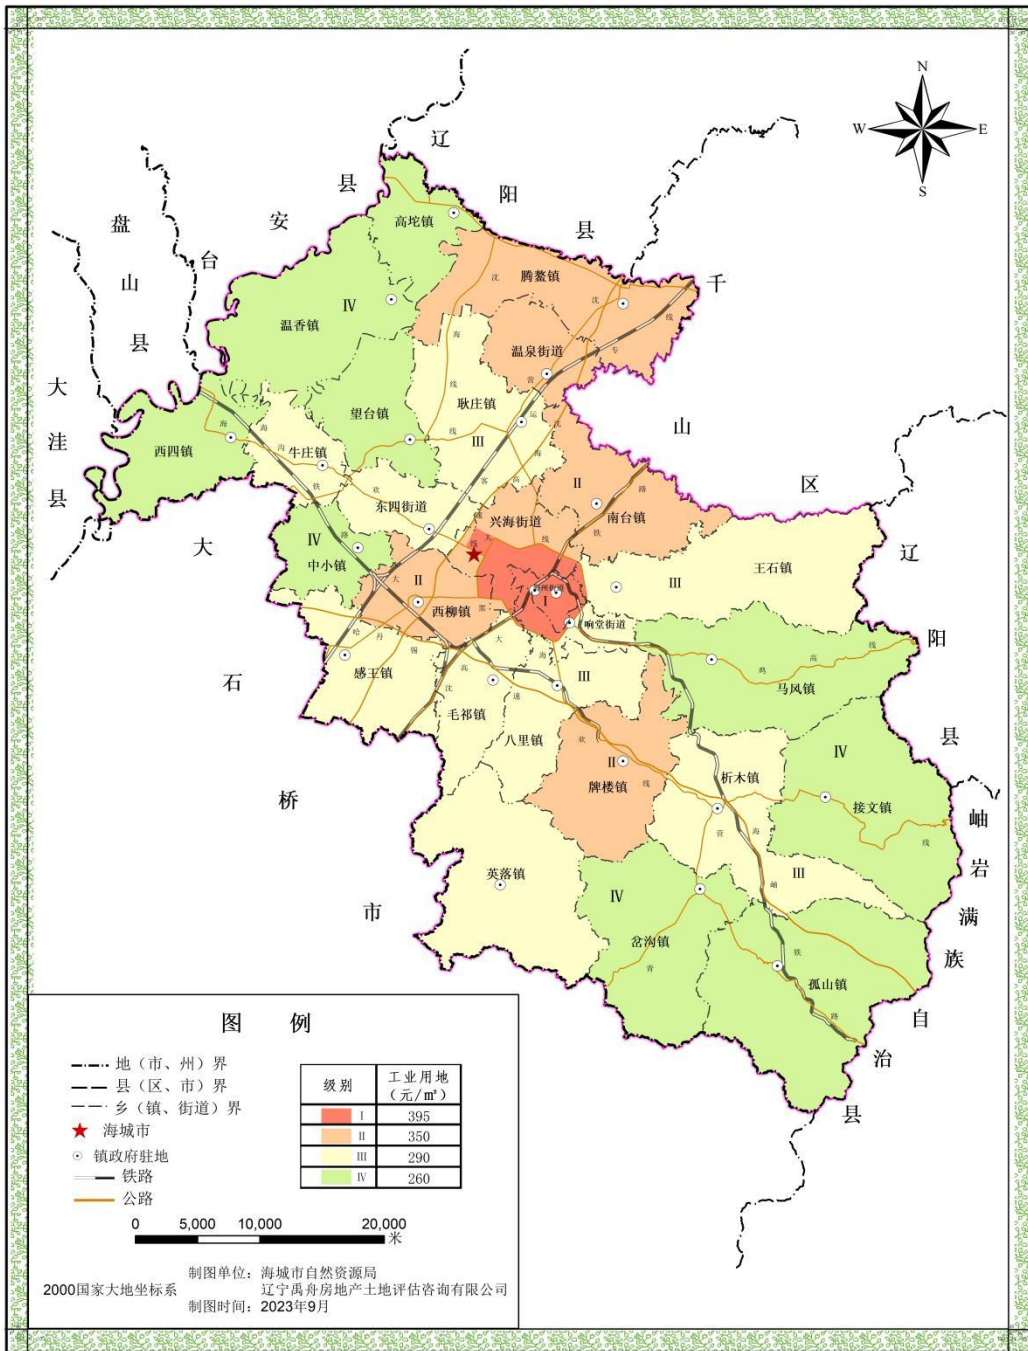 N
W
E
S
辽阳县
台安县
盘山县
大洼县
千山区
辽阳县
岫岩满族自治县
大石桥市
高坨镇
腾鳌镇
温香镇
Ⅳ
温泉街道
耿庄镇
望台镇
Ⅲ
西四镇
牛庄镇
东四街道
兴海街道
Ⅱ
南台镇
Ⅳ
中小镇
Ⅱ
西柳镇
Ⅰ
Ⅲ
王石镇
响堂街道
感王镇
毛祁镇
八里镇
Ⅲ
马风镇
Ⅱ
牌楼镇
析木镇
Ⅳ
接文镇
英落镇
Ⅳ
岔沟镇
Ⅲ
孤山镇
图 例
地（市、州）界
县（区、市）界
乡（镇、街道）界
海城市
镇政府驻地
铁路
公路
级别 工业用地（元/㎡）
Ⅰ 395
Ⅱ 350
Ⅲ 290
Ⅳ 260
0 5,000 10,000 20,000
米
2000国家大地坐标系
制图单位：海城市自然资源局
辽宁禹舟房地产土地评估咨询有限公司
制图时间：2023年9月